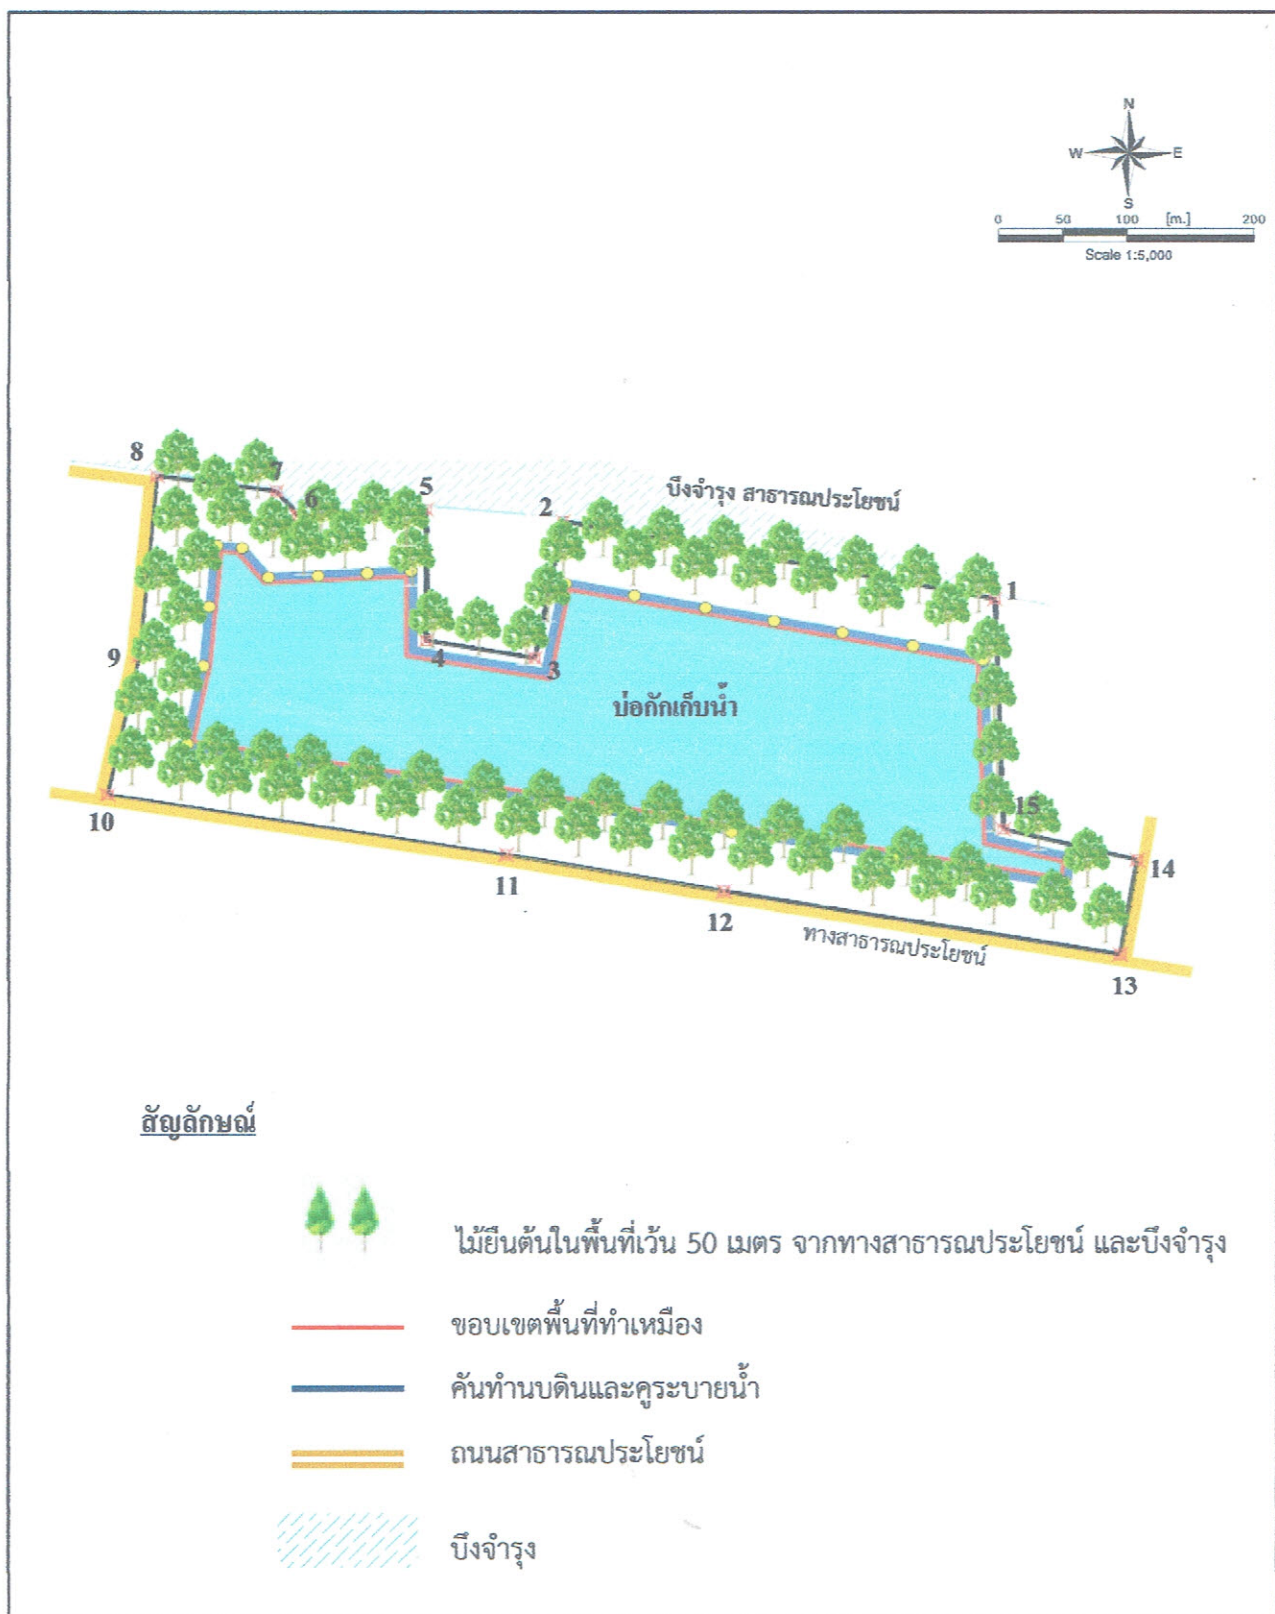 N
W E
S
0 50 100 [m.] 200
Scale 1:5,000
8
7
6
5
2
บึงจำรุง สาธารณประโยชน์
1
9
4
3
บ่อกักเก็บน้ำ
15
14
10
11
12
ทางสาธารณประโยชน์
13
สัญลักษณ์
ไม้ยืนต้นในพื้นที่เว้น 50 เมตร จากทางสาธารณประโยชน์ และบึงจำรุง
ขอบเขตพื้นที่ทำเหมือง
คันทำนบดินและคูระบายน้ำ
ถนนสาธารณประโยชน์
บึงจำรุง